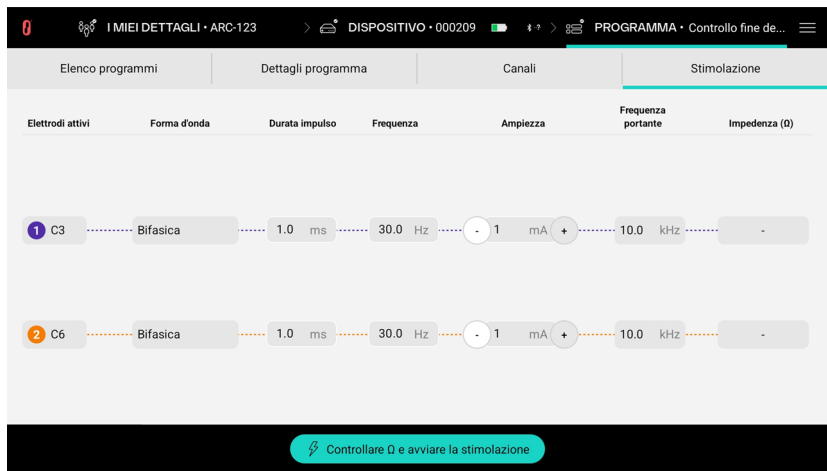 I MIEI DETTAGLI • ARC-123 > DISPOSITIVO • 000209 > PROGRAMMA • Controllo fine de...
Elenco programmi Dettagli programma Canali Stimolazione
Elettrodi attivi Forma d'onda Durata impulso Frequenza Ampiezza Frequenza portante Impedenza (Ω)
1 C3 Bifasica 1.0 ms 30.0 Hz - 1 mA + 10.0 kHz -
2 C6 Bifasica 1.0 ms 30.0 Hz - 1 mA + 10.0 kHz -
Controllare Ω e avviare la stimolazione